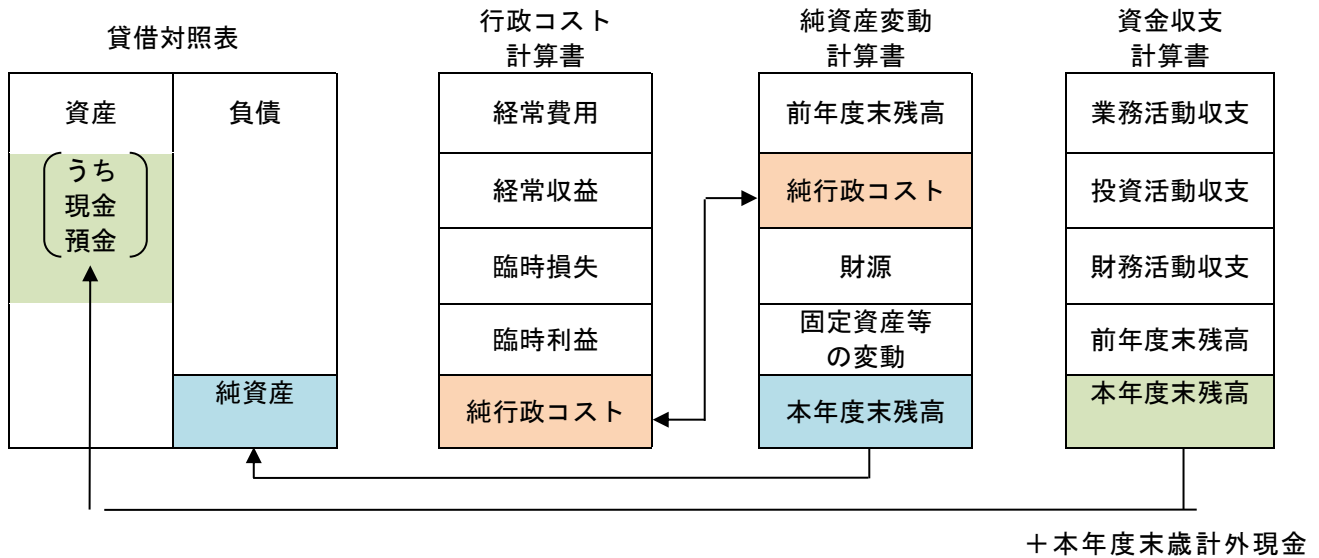 貸借対照表
資産
負債
うち
現金
預金
純資産
行政コスト
計算書
経常費用
経常収益
臨時損失
臨時利益
純行政コスト
純資産変動
計算書
前年度末残高
純行政コスト
財源
固定資産等
の変動
本年度末残高
資金収支
計算書
業務活動収支
投資活動収支
財務活動収支
前年度末残高
本年度末残高
＋本年度末歳計外現金